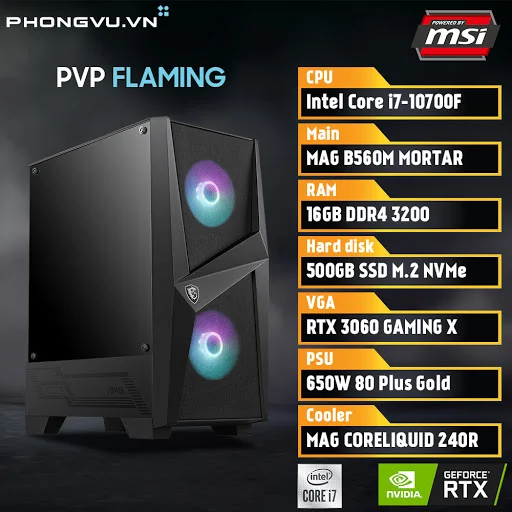 PHONGVU.VN
POWERED BY
msi
PVP FLAMING
CPU
Intel Core i7-10700F
Main
MAG B560M MORTAR
RAM
16GB DDR4 3200
Hard disk
500GB SSD M.2 NVMe
VGA
RTX 3060 GAMING X
PSU
650W 80 Plus Gold
Cooler
MAG CORELIQUID 240R
intel
CORE i7
NVIDIA.
GEFORCE
RTX